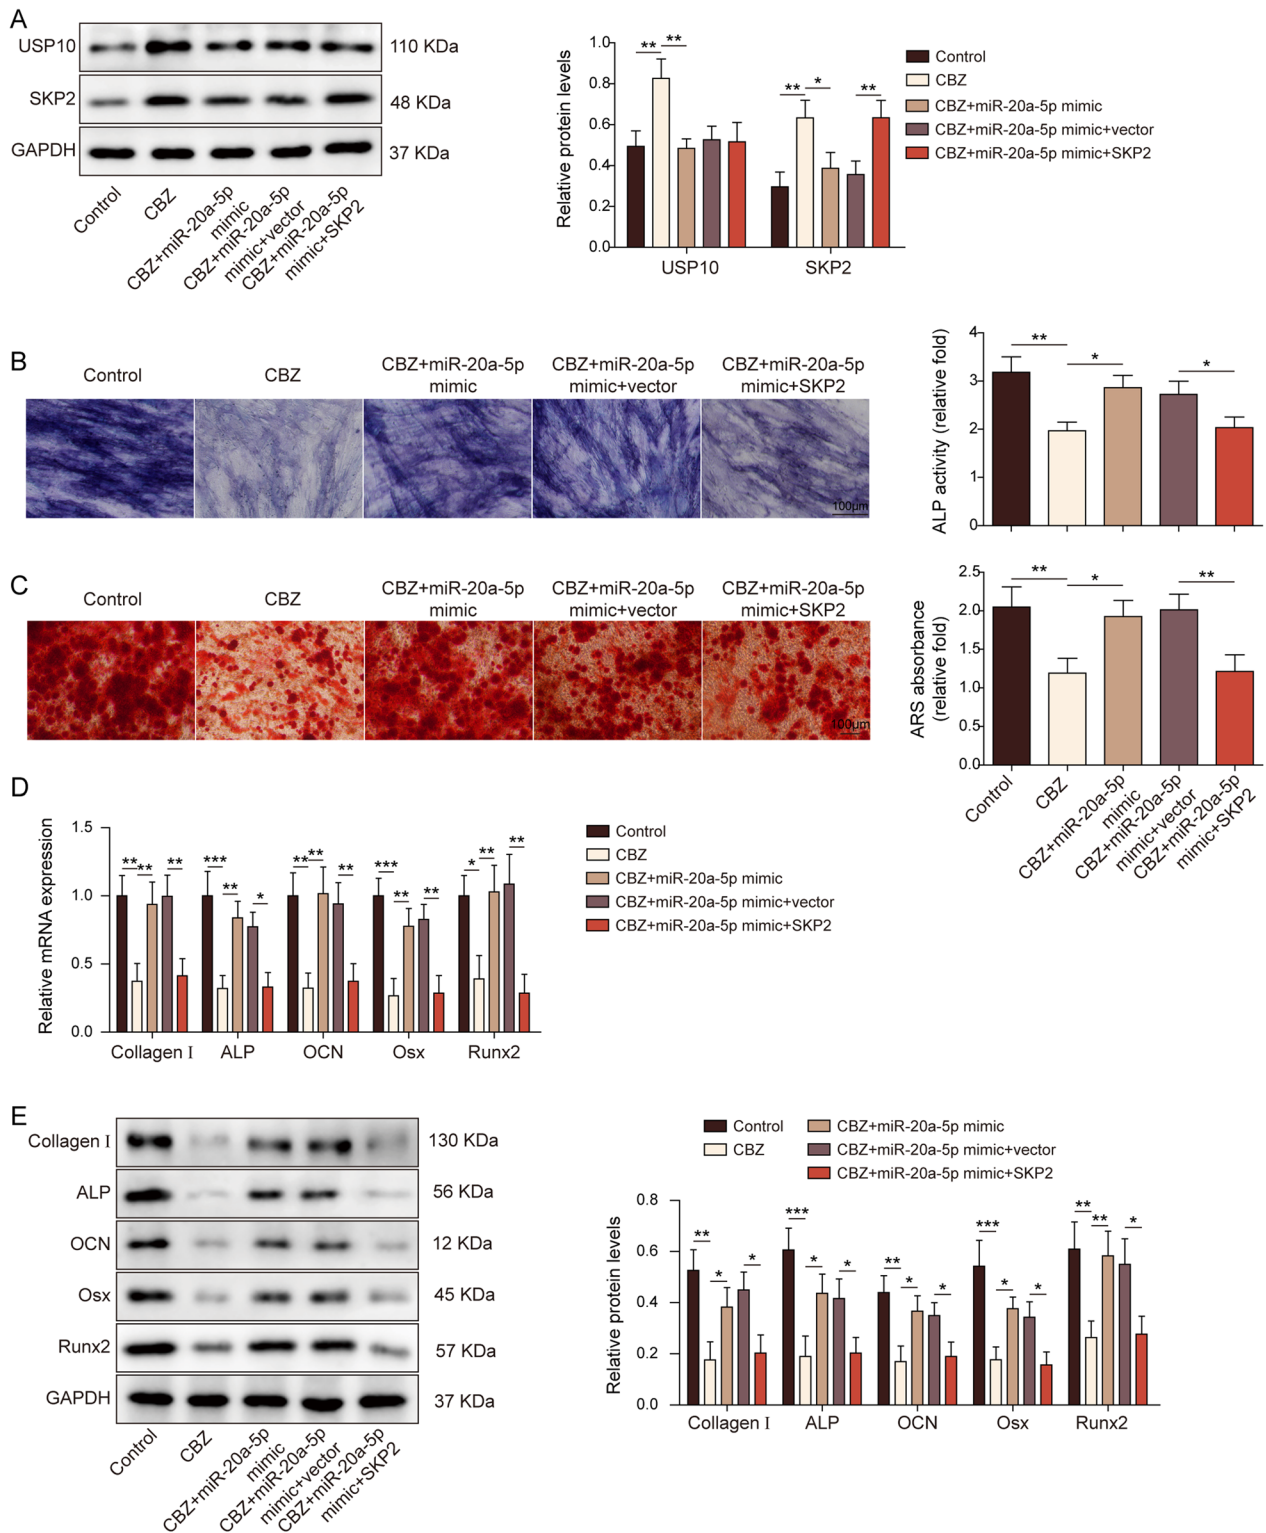 A
USP10
110 KDa
SKP2
48 KDa
GAPDH
37 KDa
Control
CBZ
CBZ+miR-20a-5p
mimic
CBZ+miR-20a-5p
mimic+vector
CBZ+miR-20a-5p
mimic+SKP2
Relative protein levels
1.0
0.8
0.6
0.4
0.2
0.0
** **
** * **
USP10
SKP2
Control
CBZ
CBZ+miR-20a-5p mimic
CBZ+miR-20a-5p mimic+vector
CBZ+miR-20a-5p mimic+SKP2
B
Control
CBZ
CBZ+miR-20a-5p
mimic
CBZ+miR-20a-5p
mimic+vector
CBZ+miR-20a-5p
mimic+SKP2
100μm
ALP activity (relative fold)
4
3
2
1
0
** * *
C
Control
CBZ
CBZ+miR-20a-5p
mimic
CBZ+miR-20a-5p
mimic+vector
CBZ+miR-20a-5p
mimic+SKP2
100μm
ARS absorbance
(relative fold)
2.5
2.0
1.5
1.0
0.5
0.0
** * **
Control
CBZ
CBZ+miR-20a-5p
mimic
CBZ+miR-20a-5p
mimic+vector
CBZ+miR-20a-5p
mimic+SKP2
D
Relative mRNA expression
1.5
1.0
0.5
0.0
** ** **
*** ** *
** ** **
*** ** **
* ** **
Collagen I
ALP
OCN
Osx
Runx2
Control
CBZ
CBZ+miR-20a-5p mimic
CBZ+miR-20a-5p mimic+vector
CBZ+miR-20a-5p mimic+SKP2
E
Collagen I
130 KDa
ALP
56 KDa
OCN
12 KDa
Osx
45 KDa
Runx2
57 KDa
GAPDH
37 KDa
Control
CBZ
CBZ+miR-20a-5p
mimic
CBZ+miR-20a-5p
mimic+vector
CBZ+miR-20a-5p
mimic+SKP2
Control
CBZ
CBZ+miR-20a-5p mimic
CBZ+miR-20a-5p mimic+vector
CBZ+miR-20a-5p mimic+SKP2
Relative protein levels
0.8
0.6
0.4
0.2
0.0
** * *
*** * *
** * *
*** * *
** ** *
Collagen I
ALP
OCN
Osx
Runx2